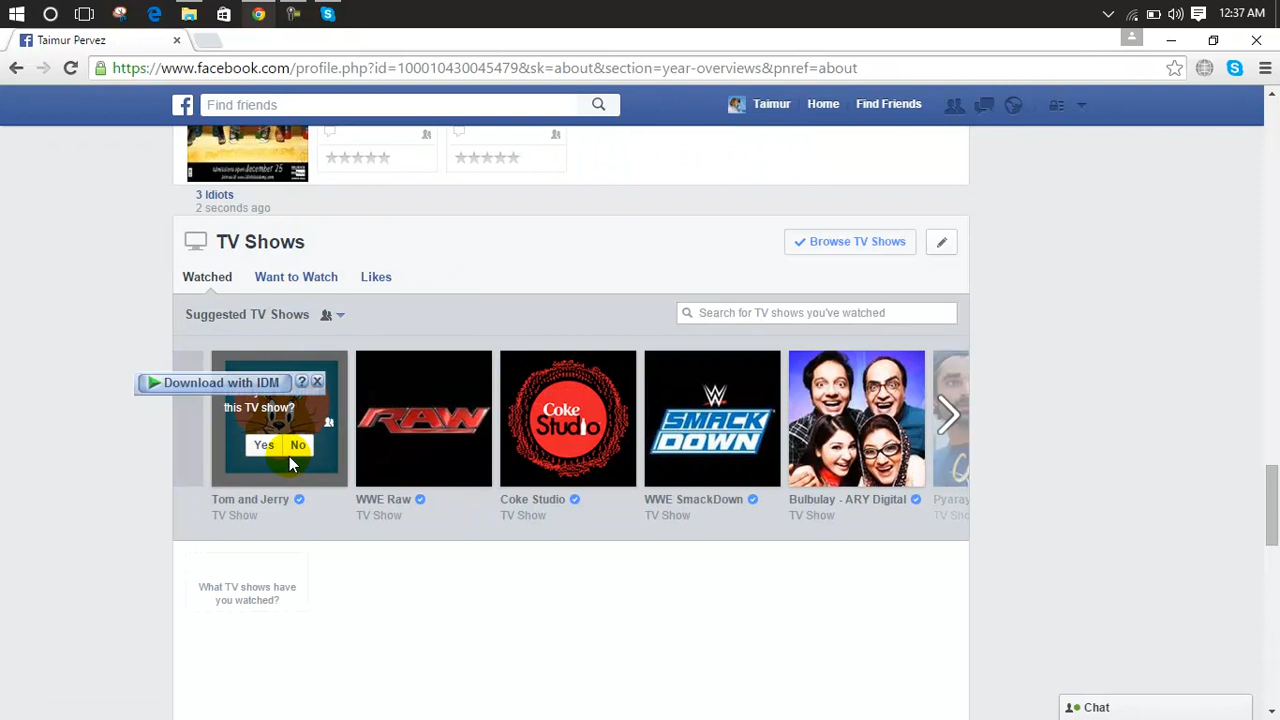 12:37 AM
Taimur Pervez
https://www.facebook.com/profile.php?id=100010430045479&sk=about&section=year-overviews&pnref=about
Find friends
Taimur Home Find Friends
3 Idiots
2 seconds ago
TV Shows
Browse TV Shows
Watched Want to Watch Likes
Suggested TV Shows
Search for TV shows you've watched
Download with IDM ?
this TV show?
Yes No
RAW
Coke Studio
W SMACK DOWN
Tom and Jerry
TV Show
WWE Raw
TV Show
Coke Studio
TV Show
WWE SmackDown
TV Show
Bulbulay - ARY Digital
TV Show
What TV shows have
you watched?
Chat